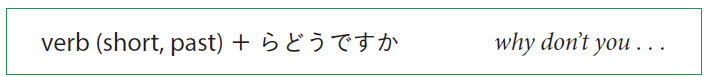 verb (short, past) + らどうですか why don’t you . . .